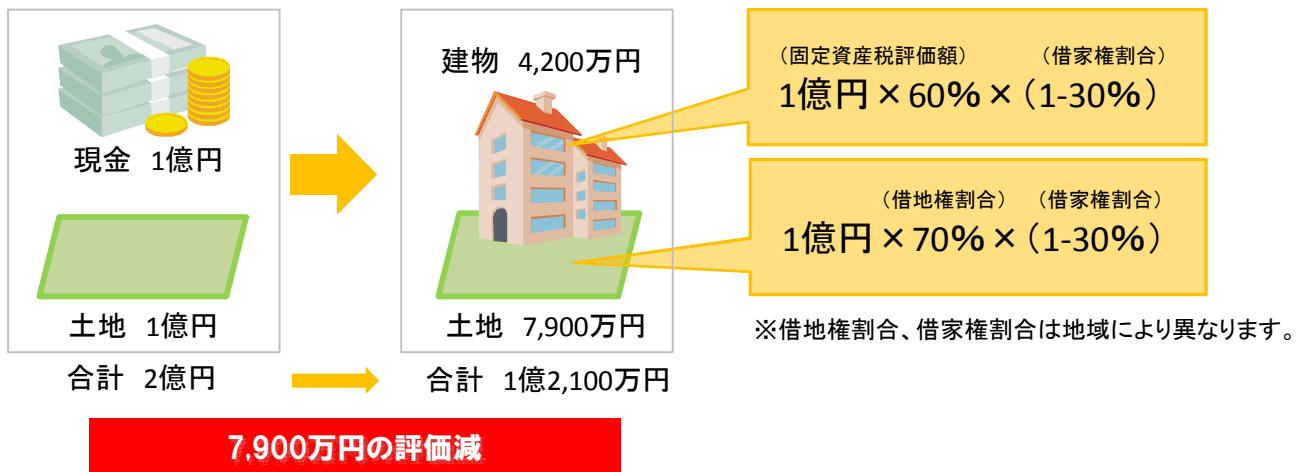 現金 1億円
土地 1億円
合計 2億円
建物 4,200万円
土地 7,900万円
合計 1億2,100万円
（固定資産税評価額） （借家権割合）
1億円×60%×（1-30%）
（借地権割合） （借家権割合）
1億円×70%×（1-30%）
※借地権割合、借家権割合は地域により異なります。
7,900万円の評価減